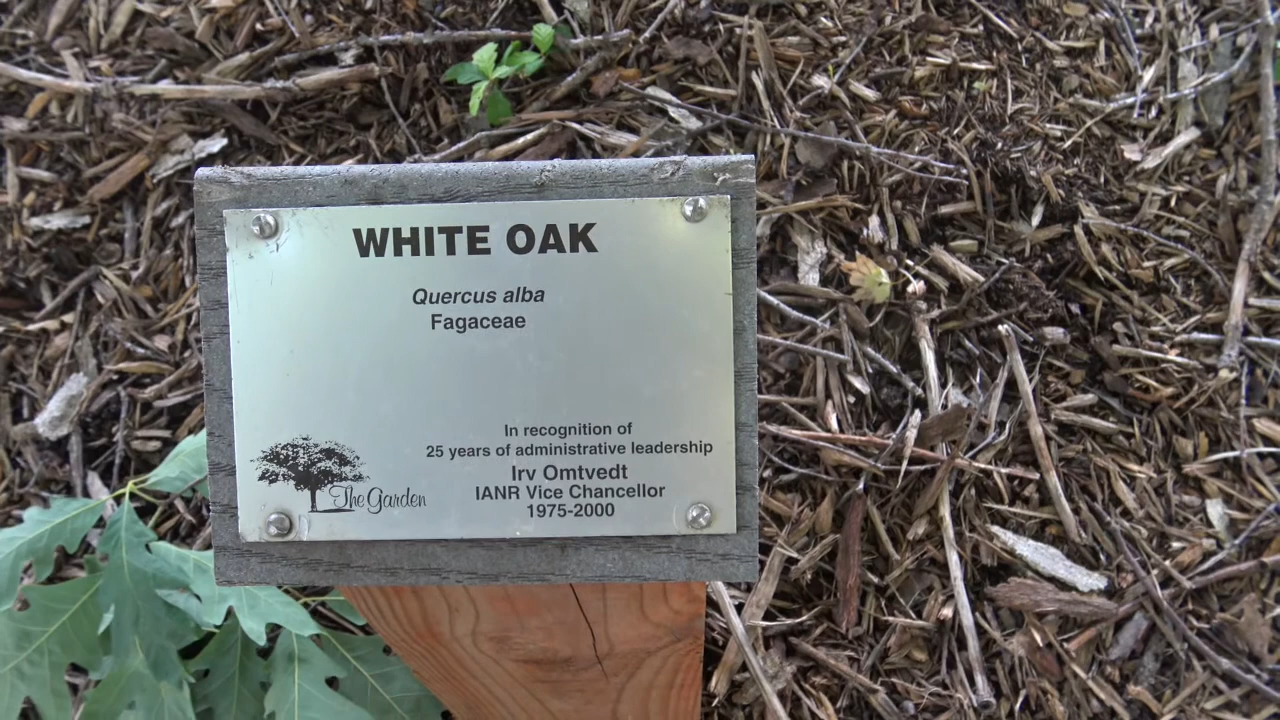 WHITE OAK
Quercus alba
Fagaceae
In recognition of
25 years of administrative leadership
Irv Omtvedt
IANR Vice Chancellor
1975-2000
The Garden